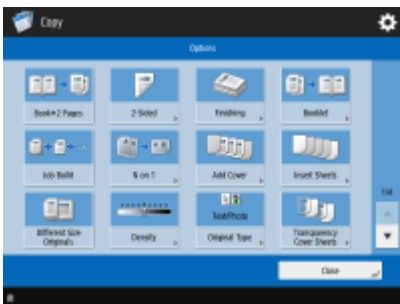 Copy
Options
Book►2 Pages
2-Sided
Finishing
Booklet
Job Build
N on 1
Add Cover
Insert Sheets
Different Size
Originals
Density
Text/Photo
Original Type
Transparency
Cover Sheets
1/4
Close